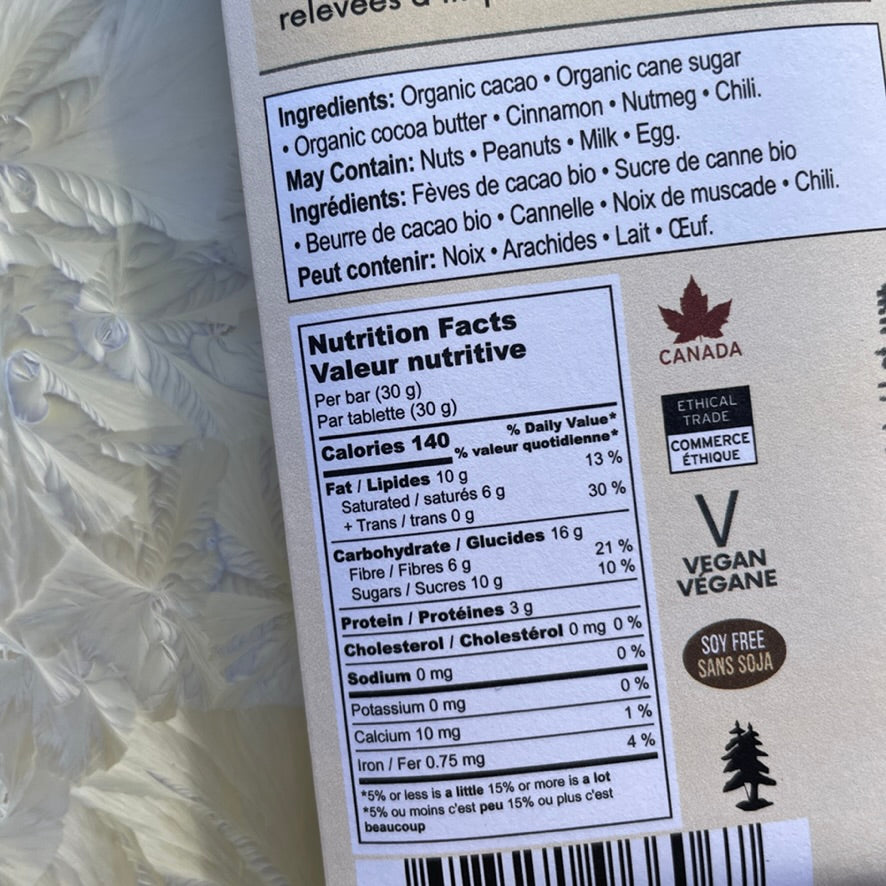 relevées
Ingredients: Organic cacao • Organic cane sugar
• Organic cocoa butter • Cinnamon • Nutmeg • Chili.
May Contain: Nuts • Peanuts • Milk • Egg.
Ingrédients: Fèves de cacao bio • Sucre de canne bio
• Beurre de cacao bio • Cannelle • Noix de muscade • Chili.
Peut contenir: Noix • Arachides • Lait • Œuf.
Nutrition Facts
Valeur nutritive
Per bar (30 g)
Par tablette (30 g)
Calories 140
% Daily Value*
% valeur quotidienne*
Fat / Lipides 10 g 13 %
Saturated / saturés 6 g
+ Trans / trans 0 g 30 %
Carbohydrate / Glucides 16 g
Fibre / Fibres 6 g 21 %
Sugars / Sucres 10 g 10 %
Protein / Protéines 3 g
Cholesterol / Cholestérol 0 mg 0 %
Sodium 0 mg 0 %
Potassium 0 mg 0 %
Calcium 10 mg 1 %
Iron / Fer 0.75 mg 4 %
*5% or less is a little 15% or more is a lot
*5% ou moins c'est peu 15% ou plus c'est
beaucoup
CANADA
ETHICAL
TRADE
COMMERCE
ÉTHIQUE
V
VEGAN
VÉGANE
SOY FREE
SANS SOJA